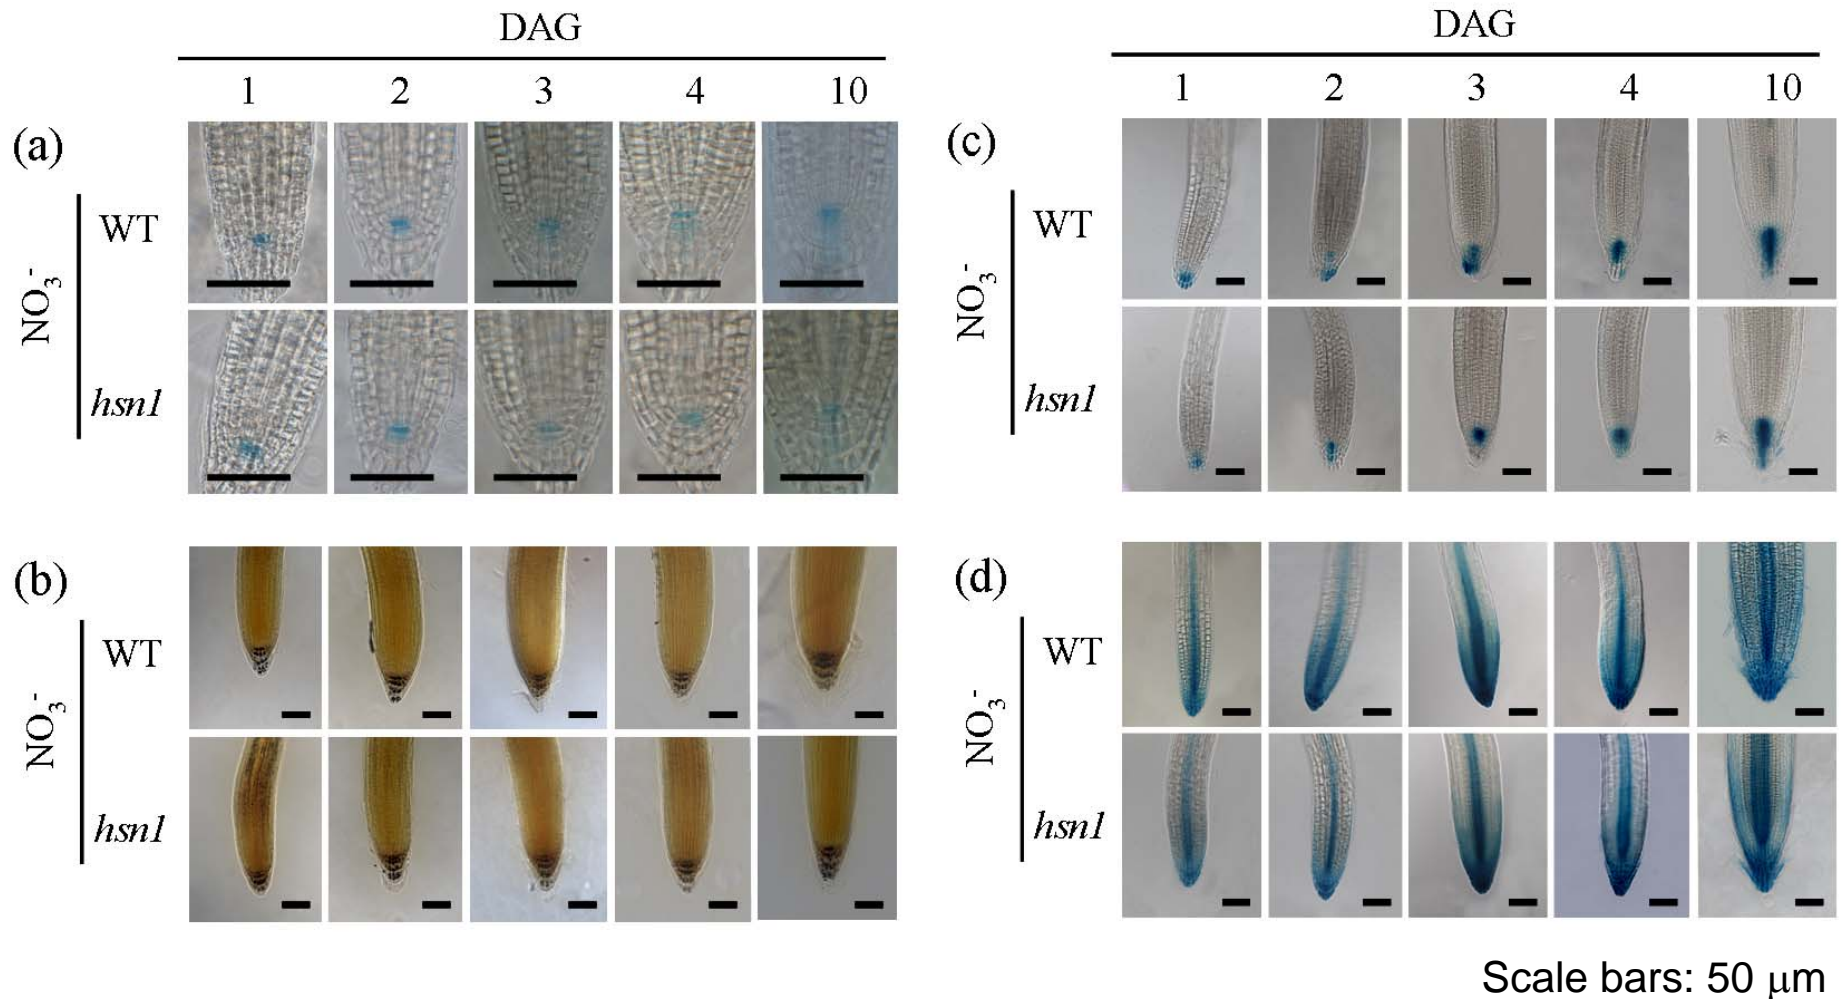 DAG
1 2 3 4 10
(a)
WT
NO3-
hsn1
(b)
WT
NO3-
hsn1
DAG
1 2 3 4 10
(c)
WT
NO3-
hsn1
(d)
WT
NO3-
hsn1
Scale bars: 50 μm